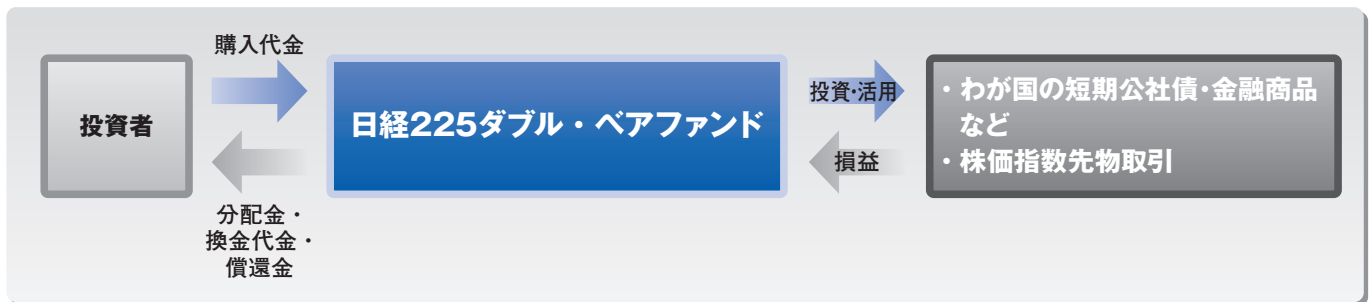 購入代金
投資者
分配金・
換金代金・
償還金
日経225ダブル・ベアファンド
投資・活用
損益
・わが国の短期公社債・金融商品
など
・株価指数先物取引